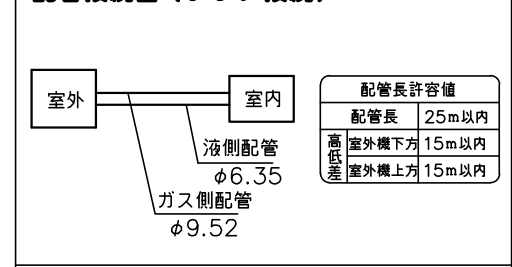 室外
室内
液側配管
φ6.35
ガス側配管
φ9.52
配管長許容値
配管長 25m以内
高低差 室外機下方 15m以内
室外機上方 15m以内